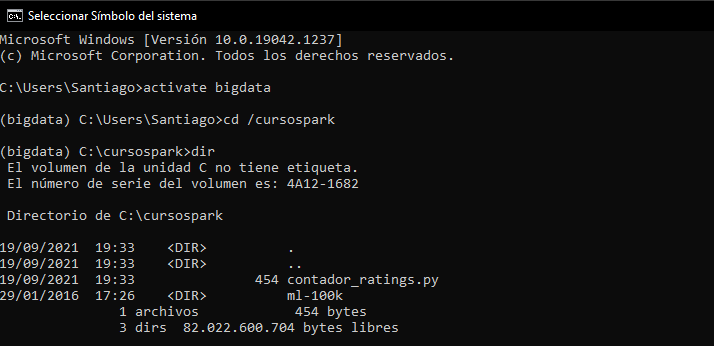 Seleccionar Símbolo del sistema
Microsoft Windows [Versión 10.0.19042.1237]
(c) Microsoft Corporation. Todos los derechos reservados.
C:\Users\Santiago>activate bigdata
(bigdata) C:\Users\Santiago>cd /cursospark
(bigdata) C:\cursospark>dir
El volumen de la unidad C no tiene etiqueta.
El número de serie del volumen es: 4A12-1682
Directorio de C:\cursospark
19/09/2021  19:33    <DIR>          .
19/09/2021  19:33    <DIR>          ..
19/09/2021  19:33               454 contador_ratings.py
29/01/2016  17:26    <DIR>          ml-100k
1 archivos            454 bytes
3 dirs  82.022.600.704 bytes libres